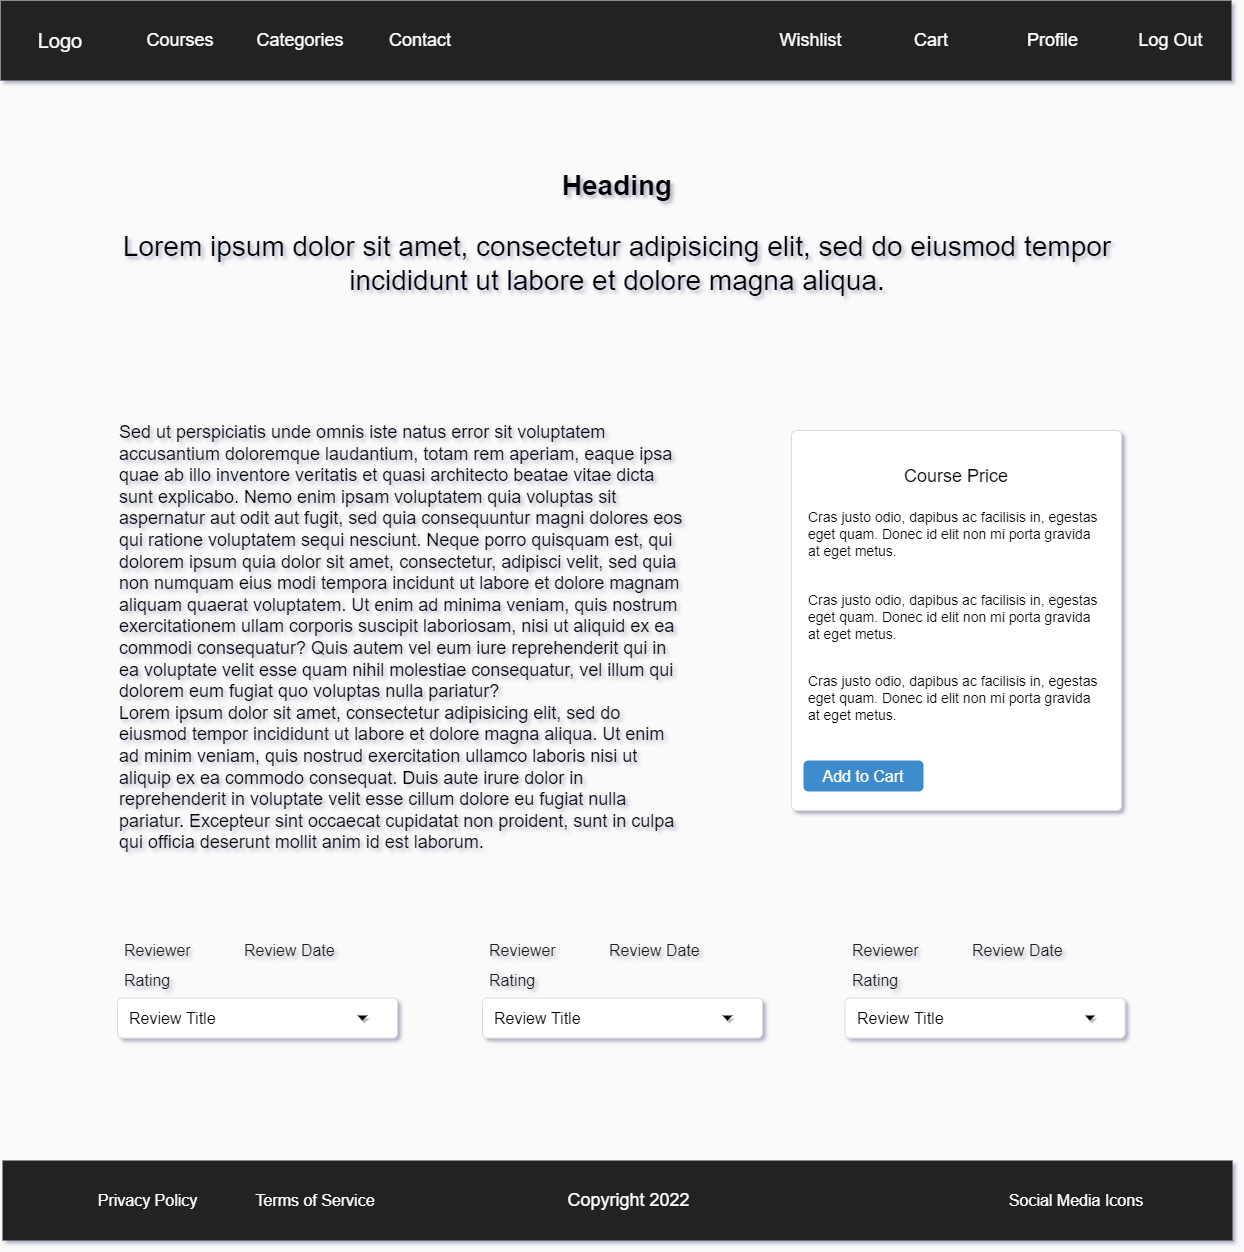 Logo Courses Categories Contact Wishlist Cart Profile Log Out
Heading
Lorem ipsum dolor sit amet, consectetur adipisicing elit, sed do eiusmod tempor
incididunt ut labore et dolore magna aliqua.
Sed ut perspiciatis unde omnis iste natus error sit voluptatem
accusantium doloremque laudantium, totam rem aperiam, eaque ipsa
quae ab illo inventore veritatis et quasi architecto beatae vitae dicta
sunt explicabo. Nemo enim ipsam voluptatem quia voluptas sit
aspernatur aut odit aut fugit, sed quia consequuntur magni dolores eos
qui ratione voluptatem sequi nesciunt. Neque porro quisquam est, qui
dolorem ipsum quia dolor sit amet, consectetur, adipisci velit, sed quia
non numquam eius modi tempora incidunt ut labore et dolore magnam
aliquam quaerat voluptatem. Ut enim ad minima veniam, quis nostrum
exercitationem ullam corporis suscipit laboriosam, nisi ut aliquid ex ea
commodi consequatur? Quis autem vel eum iure reprehenderit qui in
ea voluptate velit esse quam nihil molestiae consequatur, vel illum qui
dolorem eum fugiat quo voluptas nulla pariatur?
Lorem ipsum dolor sit amet, consectetur adipisicing elit, sed do
eiusmod tempor incididunt ut labore et dolore magna aliqua. Ut enim
ad minim veniam, quis nostrud exercitation ullamco laboris nisi ut
aliquip ex ea commodo consequat. Duis aute irure dolor in
reprehenderit in voluptate velit esse cillum dolore eu fugiat nulla
pariatur. Excepteur sint occaecat cupidatat non proident, sunt in culpa
qui officia deserunt mollit anim id est laborum.
Course Price
Cras justo odio, dapibus ac facilisis in, egestas
eget quam. Donec id elit non mi porta gravida
at eget metus.
Cras justo odio, dapibus ac facilisis in, egestas
eget quam. Donec id elit non mi porta gravida
at eget metus.
Cras justo odio, dapibus ac facilisis in, egestas
eget quam. Donec id elit non mi porta gravida
at eget metus.
Add to Cart
Reviewer Review Date
Rating
Review Title
Reviewer Review Date
Rating
Review Title
Reviewer Review Date
Rating
Review Title
Privacy Policy Terms of Service Copyright 2022 Social Media Icons